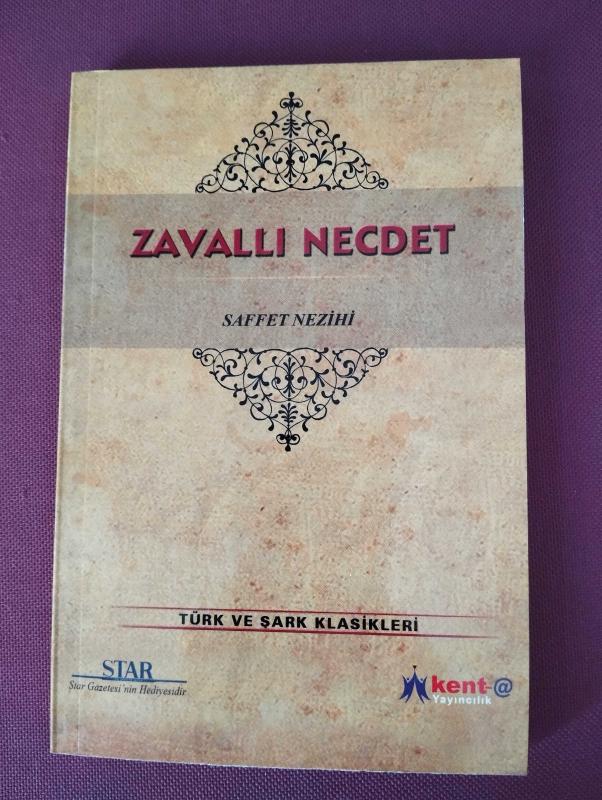 ZAVALLI NECDET
SAFFET NEZİHİ
TÜRK VE ŞARK KLASİKLERİ
STAR
Star Gazetesi'nin Hediyesidir
kent-@
Yayıncılık